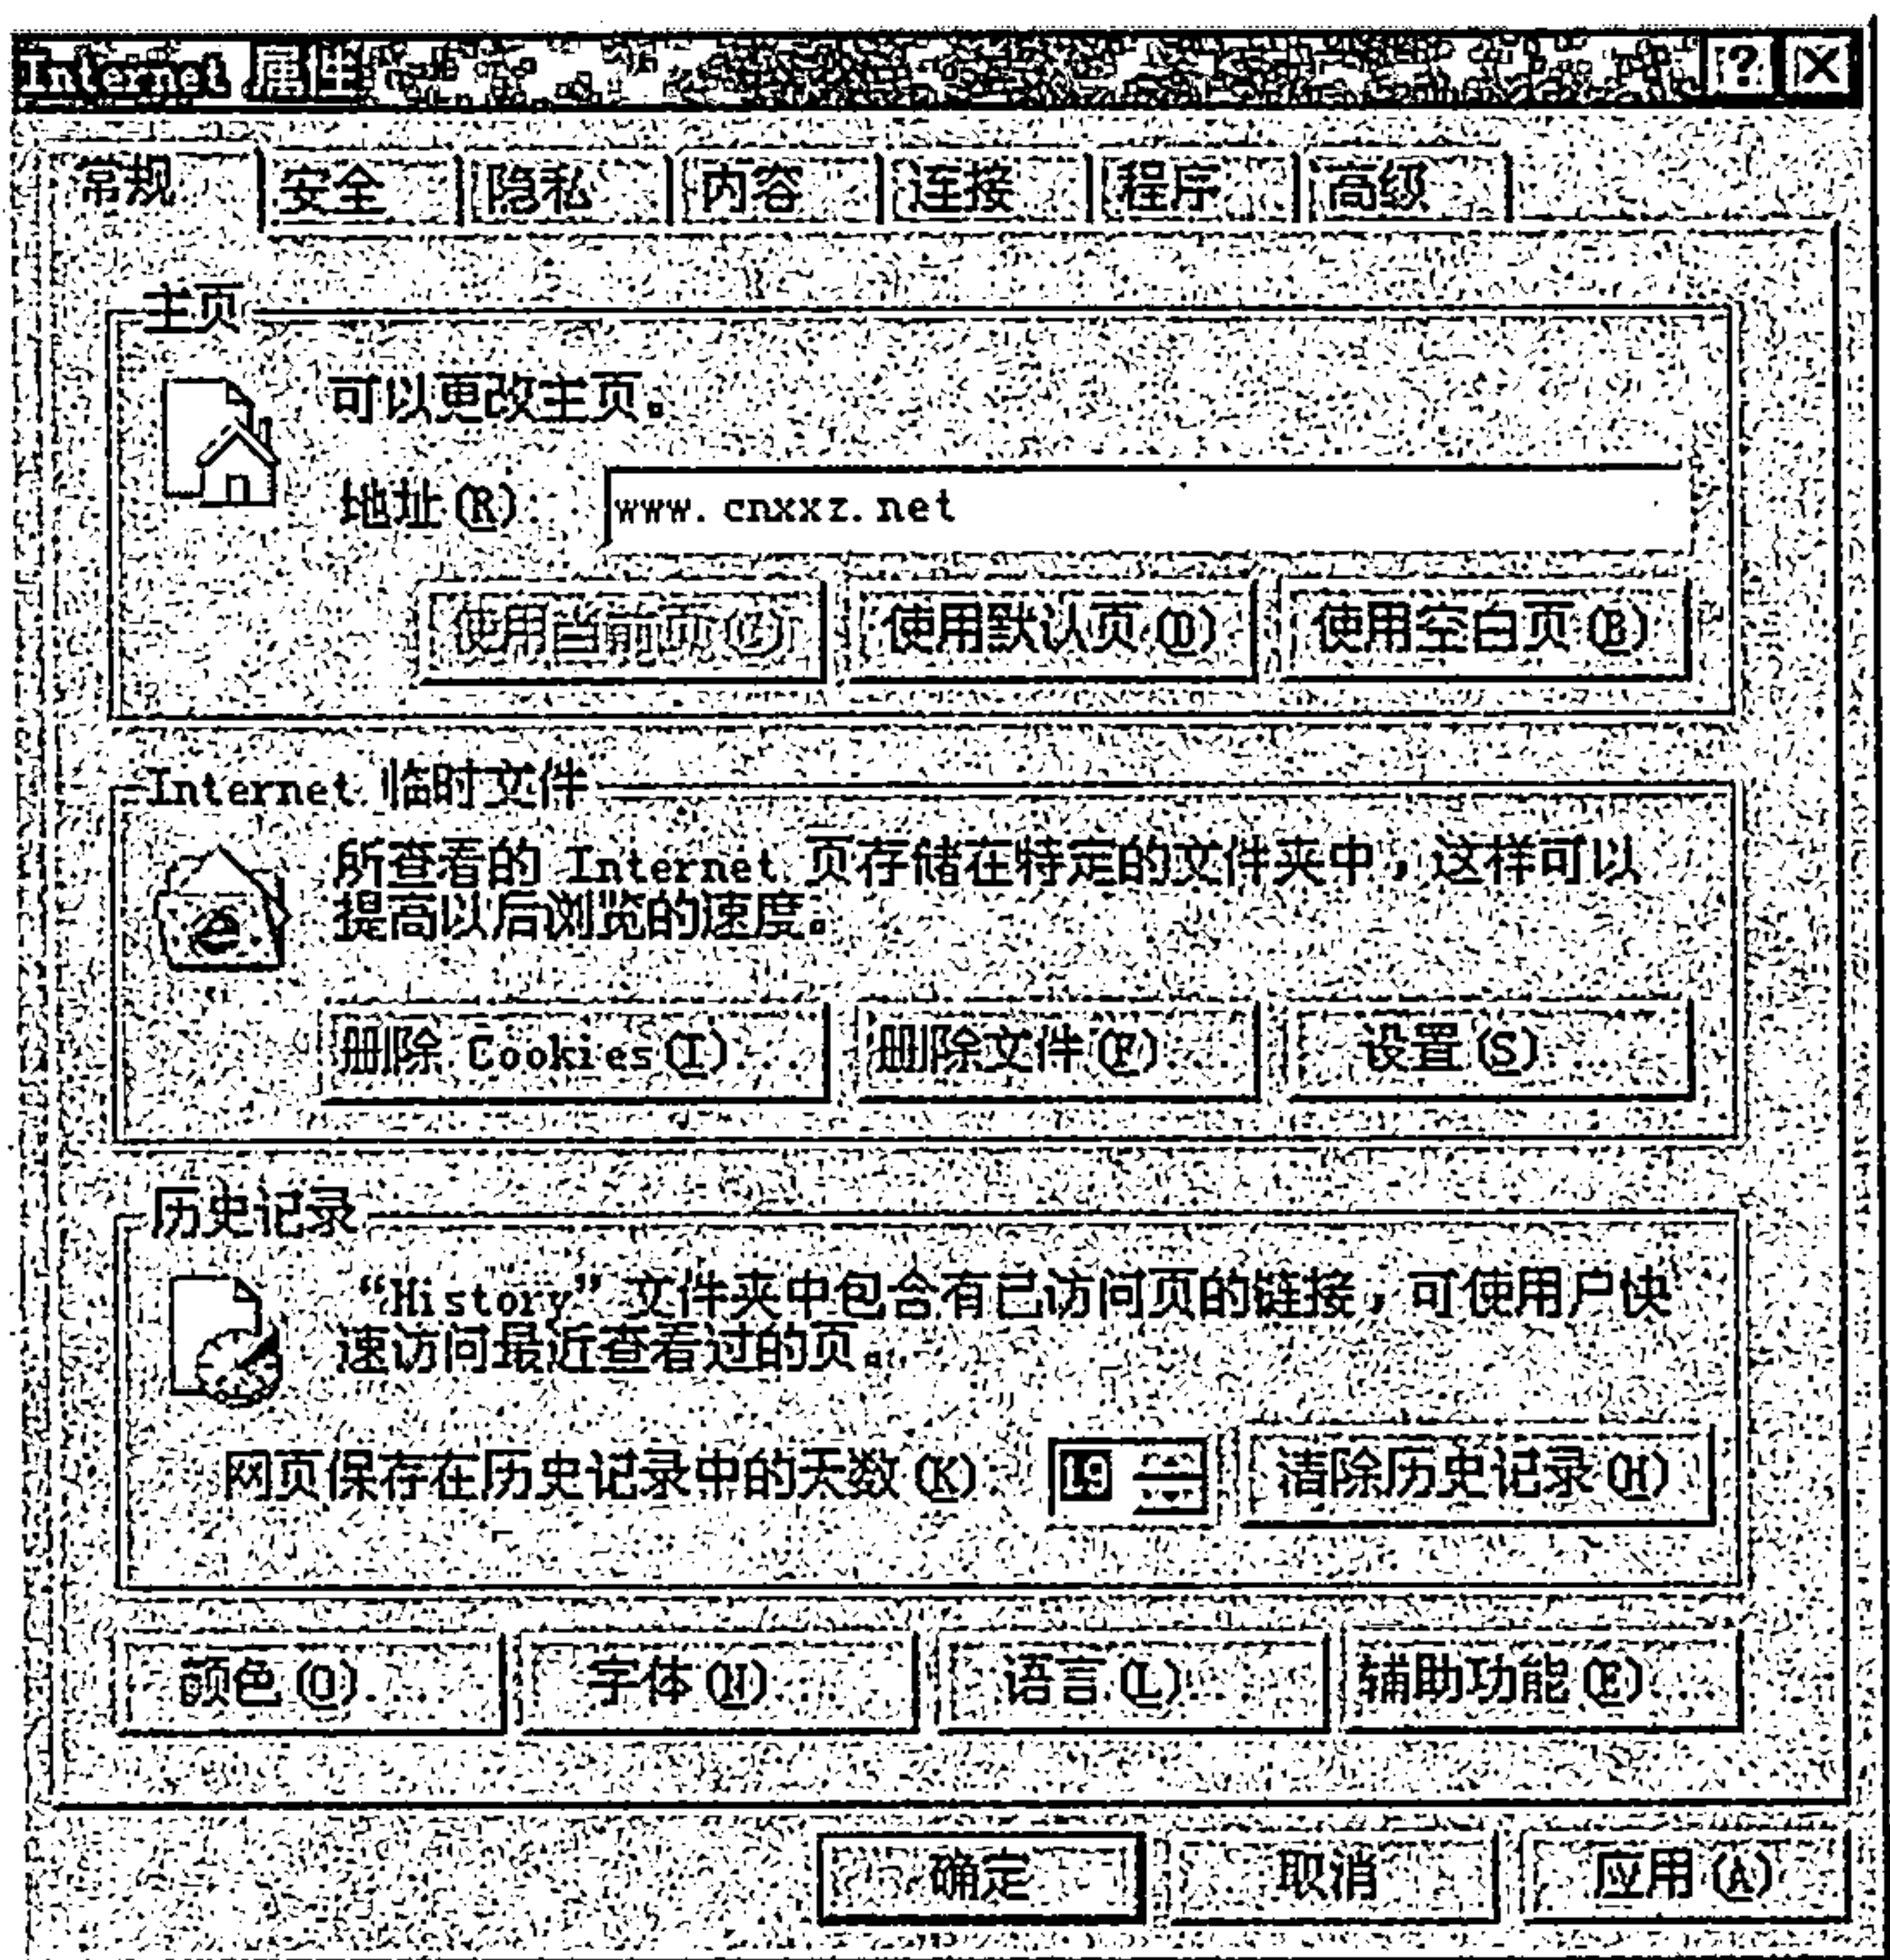 Internet 属性
常规 安全 隐私 内容 连接 程序 高级
主页
可以更改主页。
地址(R): www.cnxxz.net
使用当前页(C) 使用默认页(D) 使用空白页(B)
Internet 临时文件
所查看的 Internet 页存储在特定的文件夹中，这样可以
提高以后浏览的速度。
删除 Cookies(I)... 删除文件(F)... 设置(S)...
历史记录
“History”文件夹中包含有已访问页的链接，可使用户快
速访问最近查看过的页。
网页保存在历史记录中的天数(K): 19 清除历史记录(H)
颜色(O)... 字体(N)... 语言(L)... 辅助功能(E)...
确定 取消 应用(A)